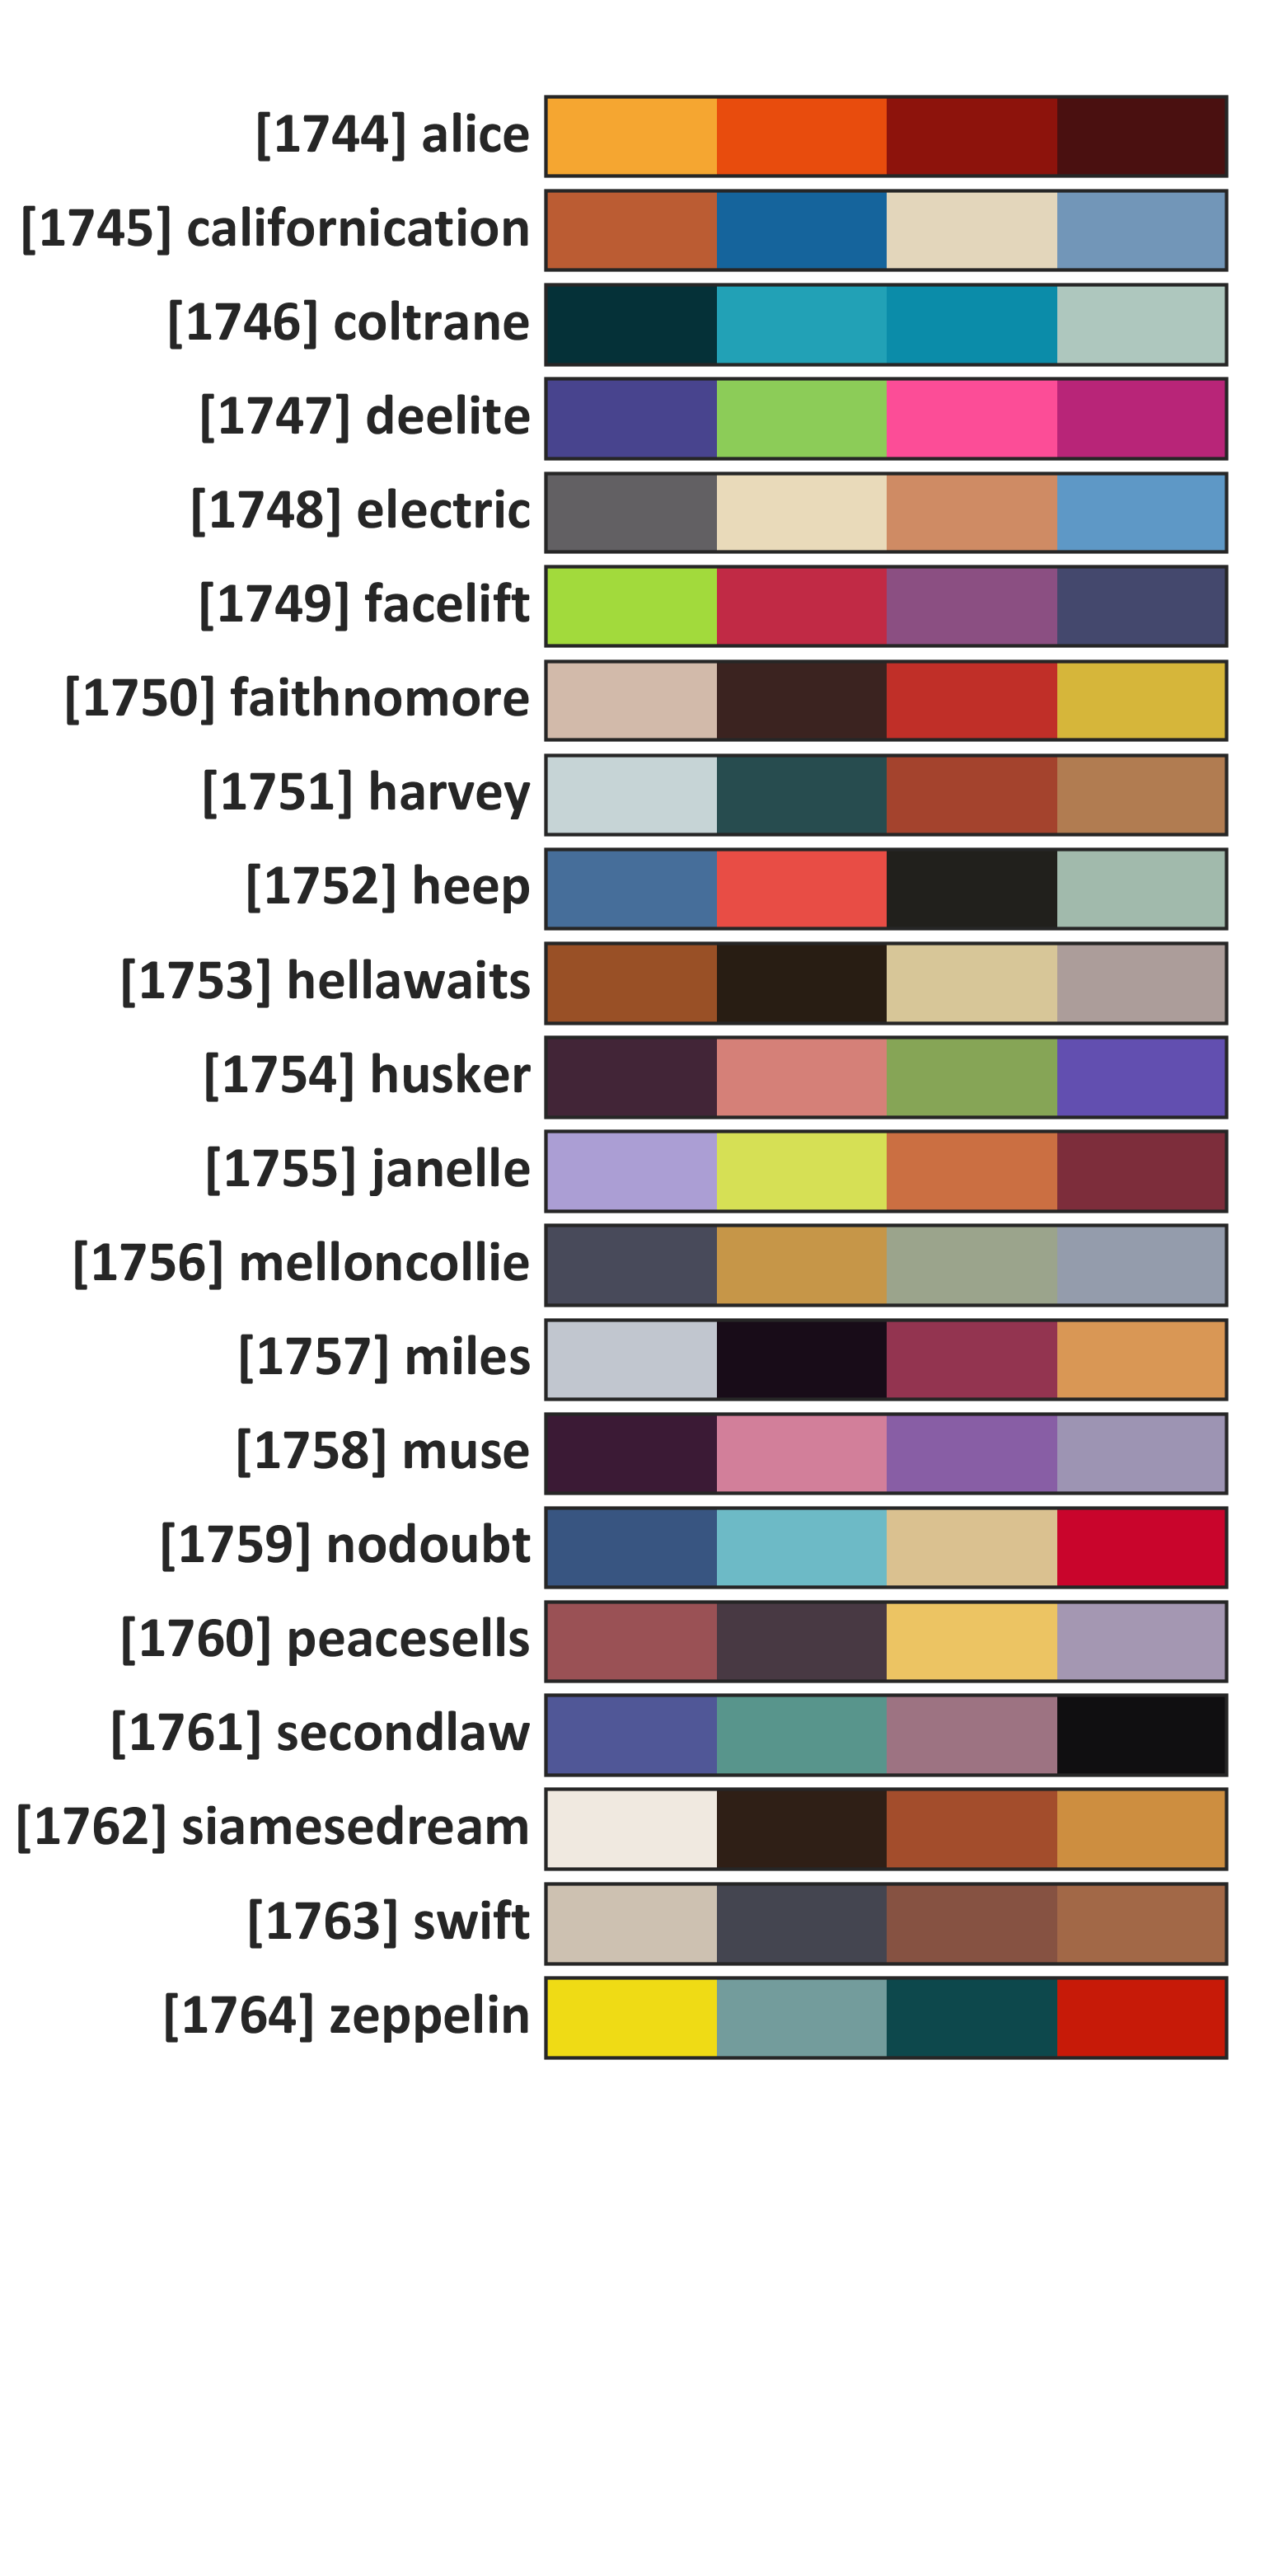 [1744] alice
[1745] californication
[1746] coltrane
[1747] deelite
[1748] electric
[1749] facelift
[1750] faithnomore
[1751] harvey
[1752] heep
[1753] hellawaits
[1754] husker
[1755] janelle
[1756] melloncollie
[1757] miles
[1758] muse
[1759] nodoubt
[1760] peacesells
[1761] secondlaw
[1762] siamesedream
[1763] swift
[1764] zeppelin